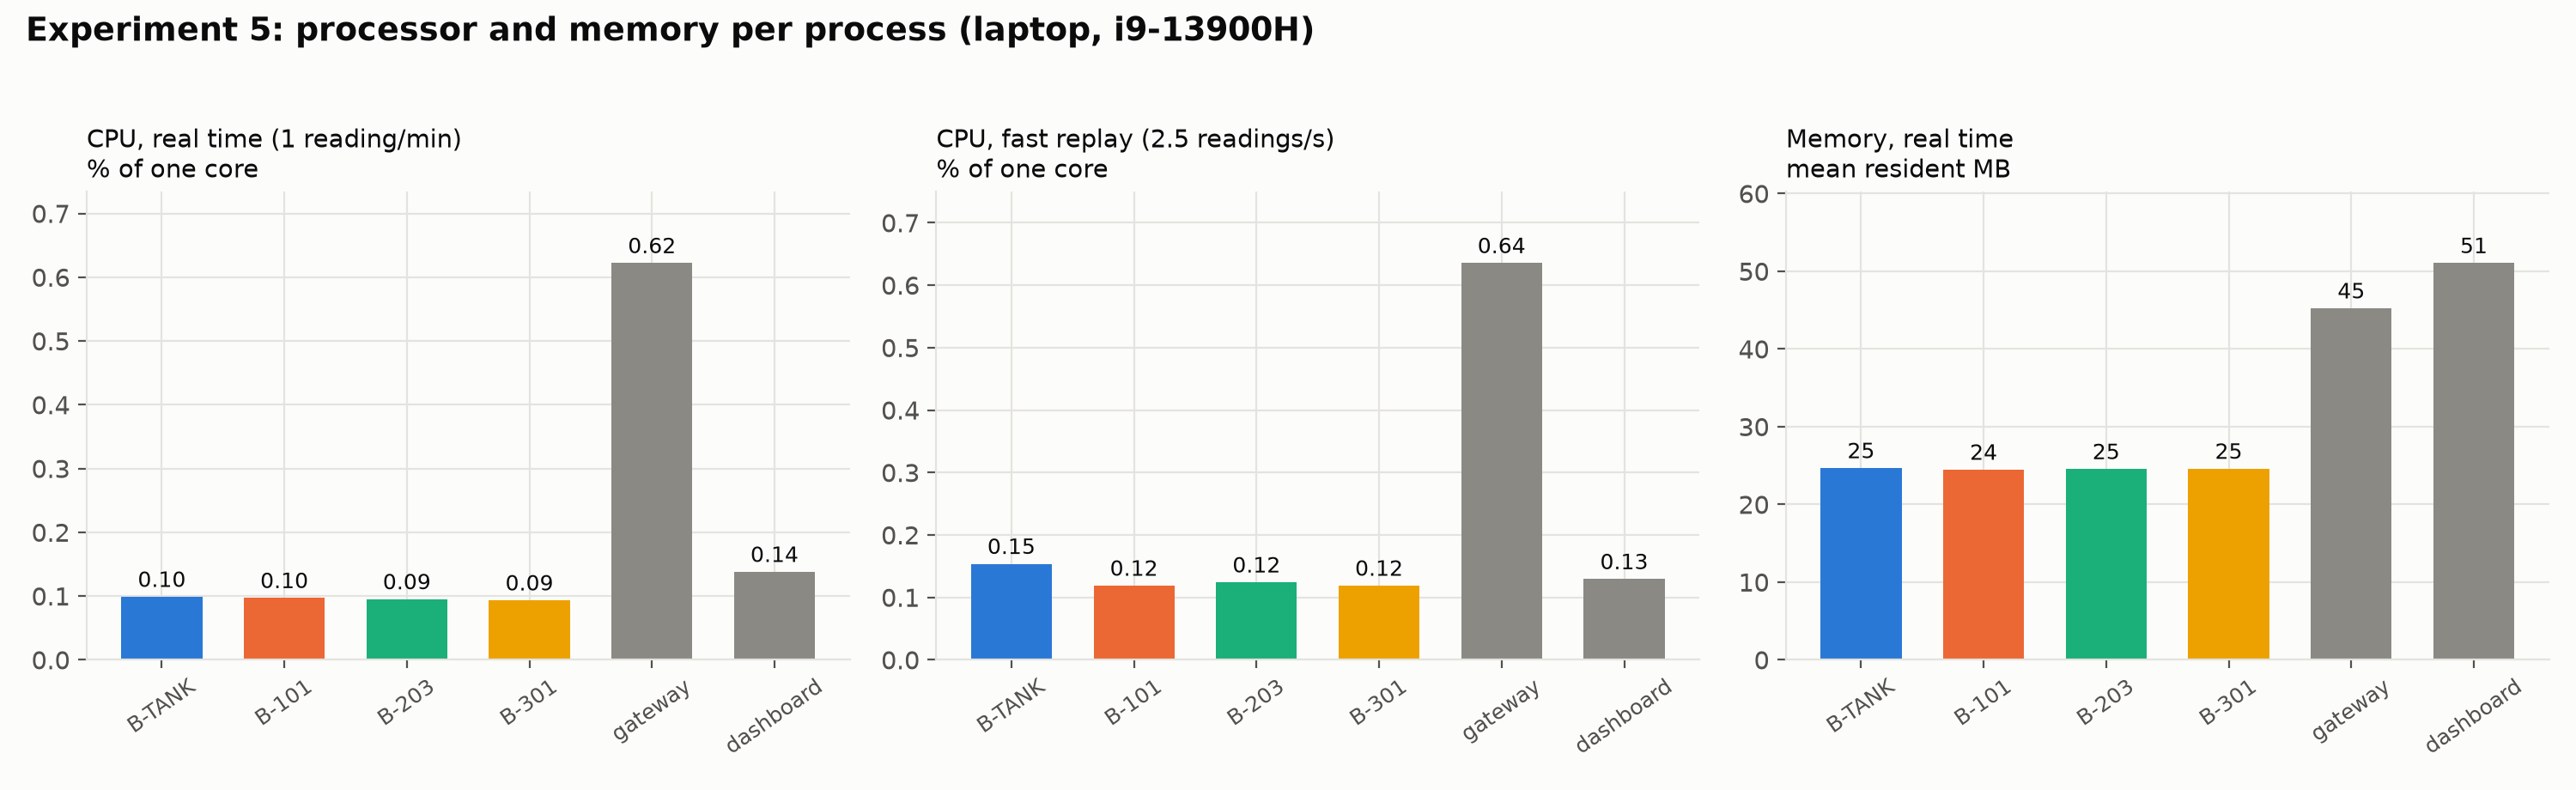 Experiment 5: processor and memory per process (laptop, i9-13900H)
CPU, real time (1 reading/min)
% of one core
0.7
0.6
0.5
0.4
0.3
0.2
0.1
0.0
0.10
0.10
0.09
0.09
0.62
0.14
B-TANK
B-101
B-203
B-301
gateway
dashboard
CPU, fast replay (2.5 readings/s)
% of one core
0.7
0.6
0.5
0.4
0.3
0.2
0.1
0.0
0.15
0.12
0.12
0.12
0.64
0.13
B-TANK
B-101
B-203
B-301
gateway
dashboard
Memory, real time
mean resident MB
60
50
40
30
20
10
0
25
24
25
25
45
51
B-TANK
B-101
B-203
B-301
gateway
dashboard